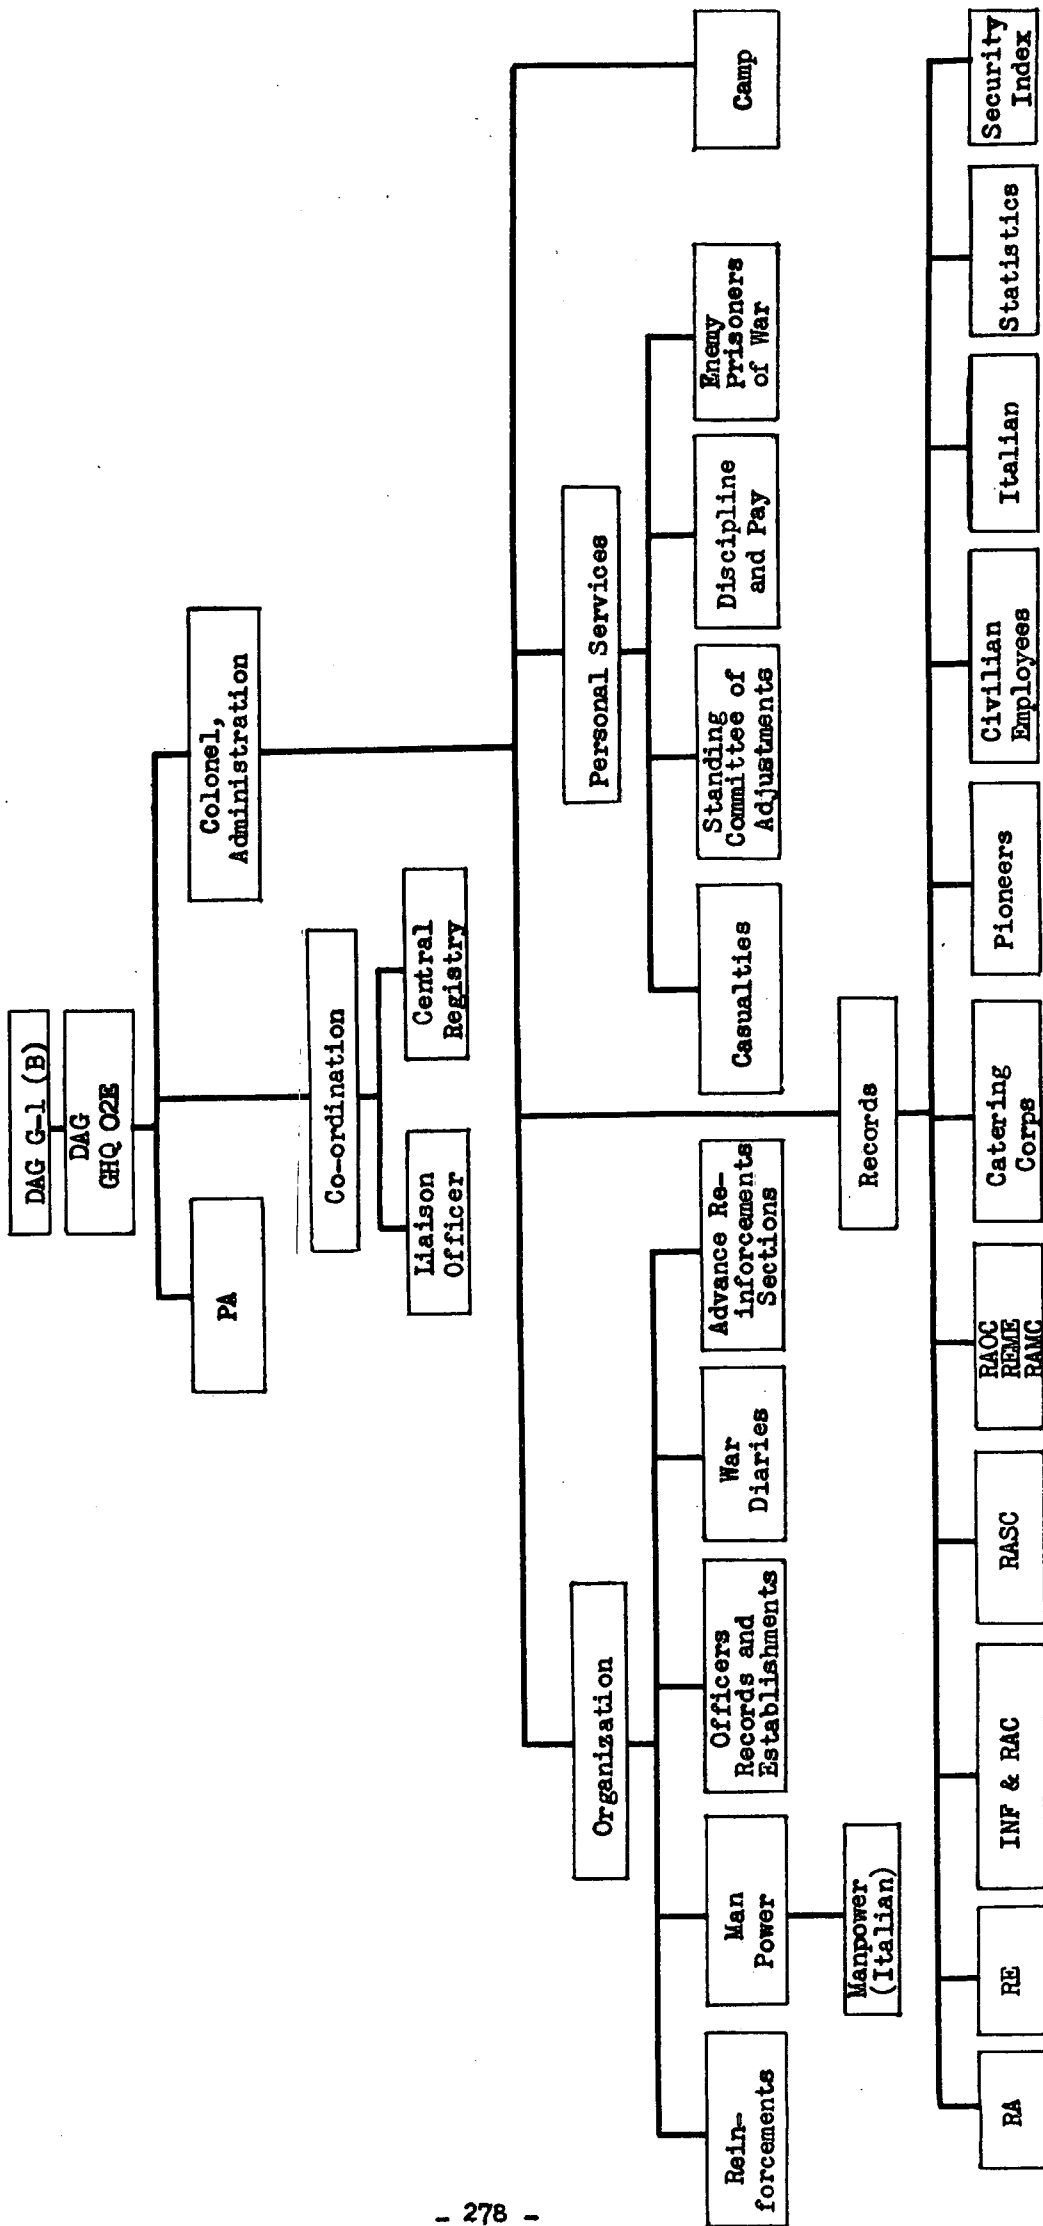 DAG G-1 (B)
DAG
GHQ O2E
PA
Colonel,
Administration
Co-ordination
Liaison
Officer
Central
Registry
Organization
Personal Services
Camp
Rein-
forcements
Man
Power
Officers
Records and
Establishments
War
Diaries
Advance Re-
inforcements
Sections
Casualties
Standing
Committee of
Adjustments
Discipline
and Pay
Enemy
Prisoners
of War
Manpower
(Italian)
Records
RA
RE
INF & RAC
RASC
RAOC
REME
RAMC
Catering
Corps
Pioneers
Civilian
Employees
Italian
Statistics
Security
Index
- 278 -